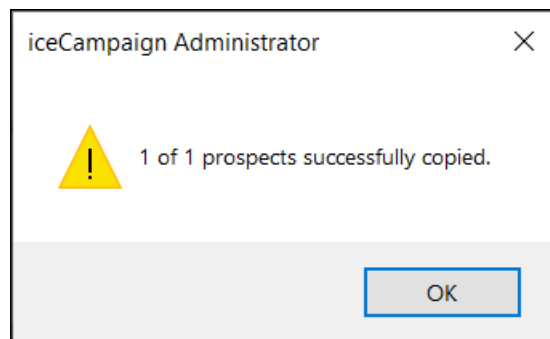 iceCampaign Administrator
1 of 1 prospects successfully copied.
OK